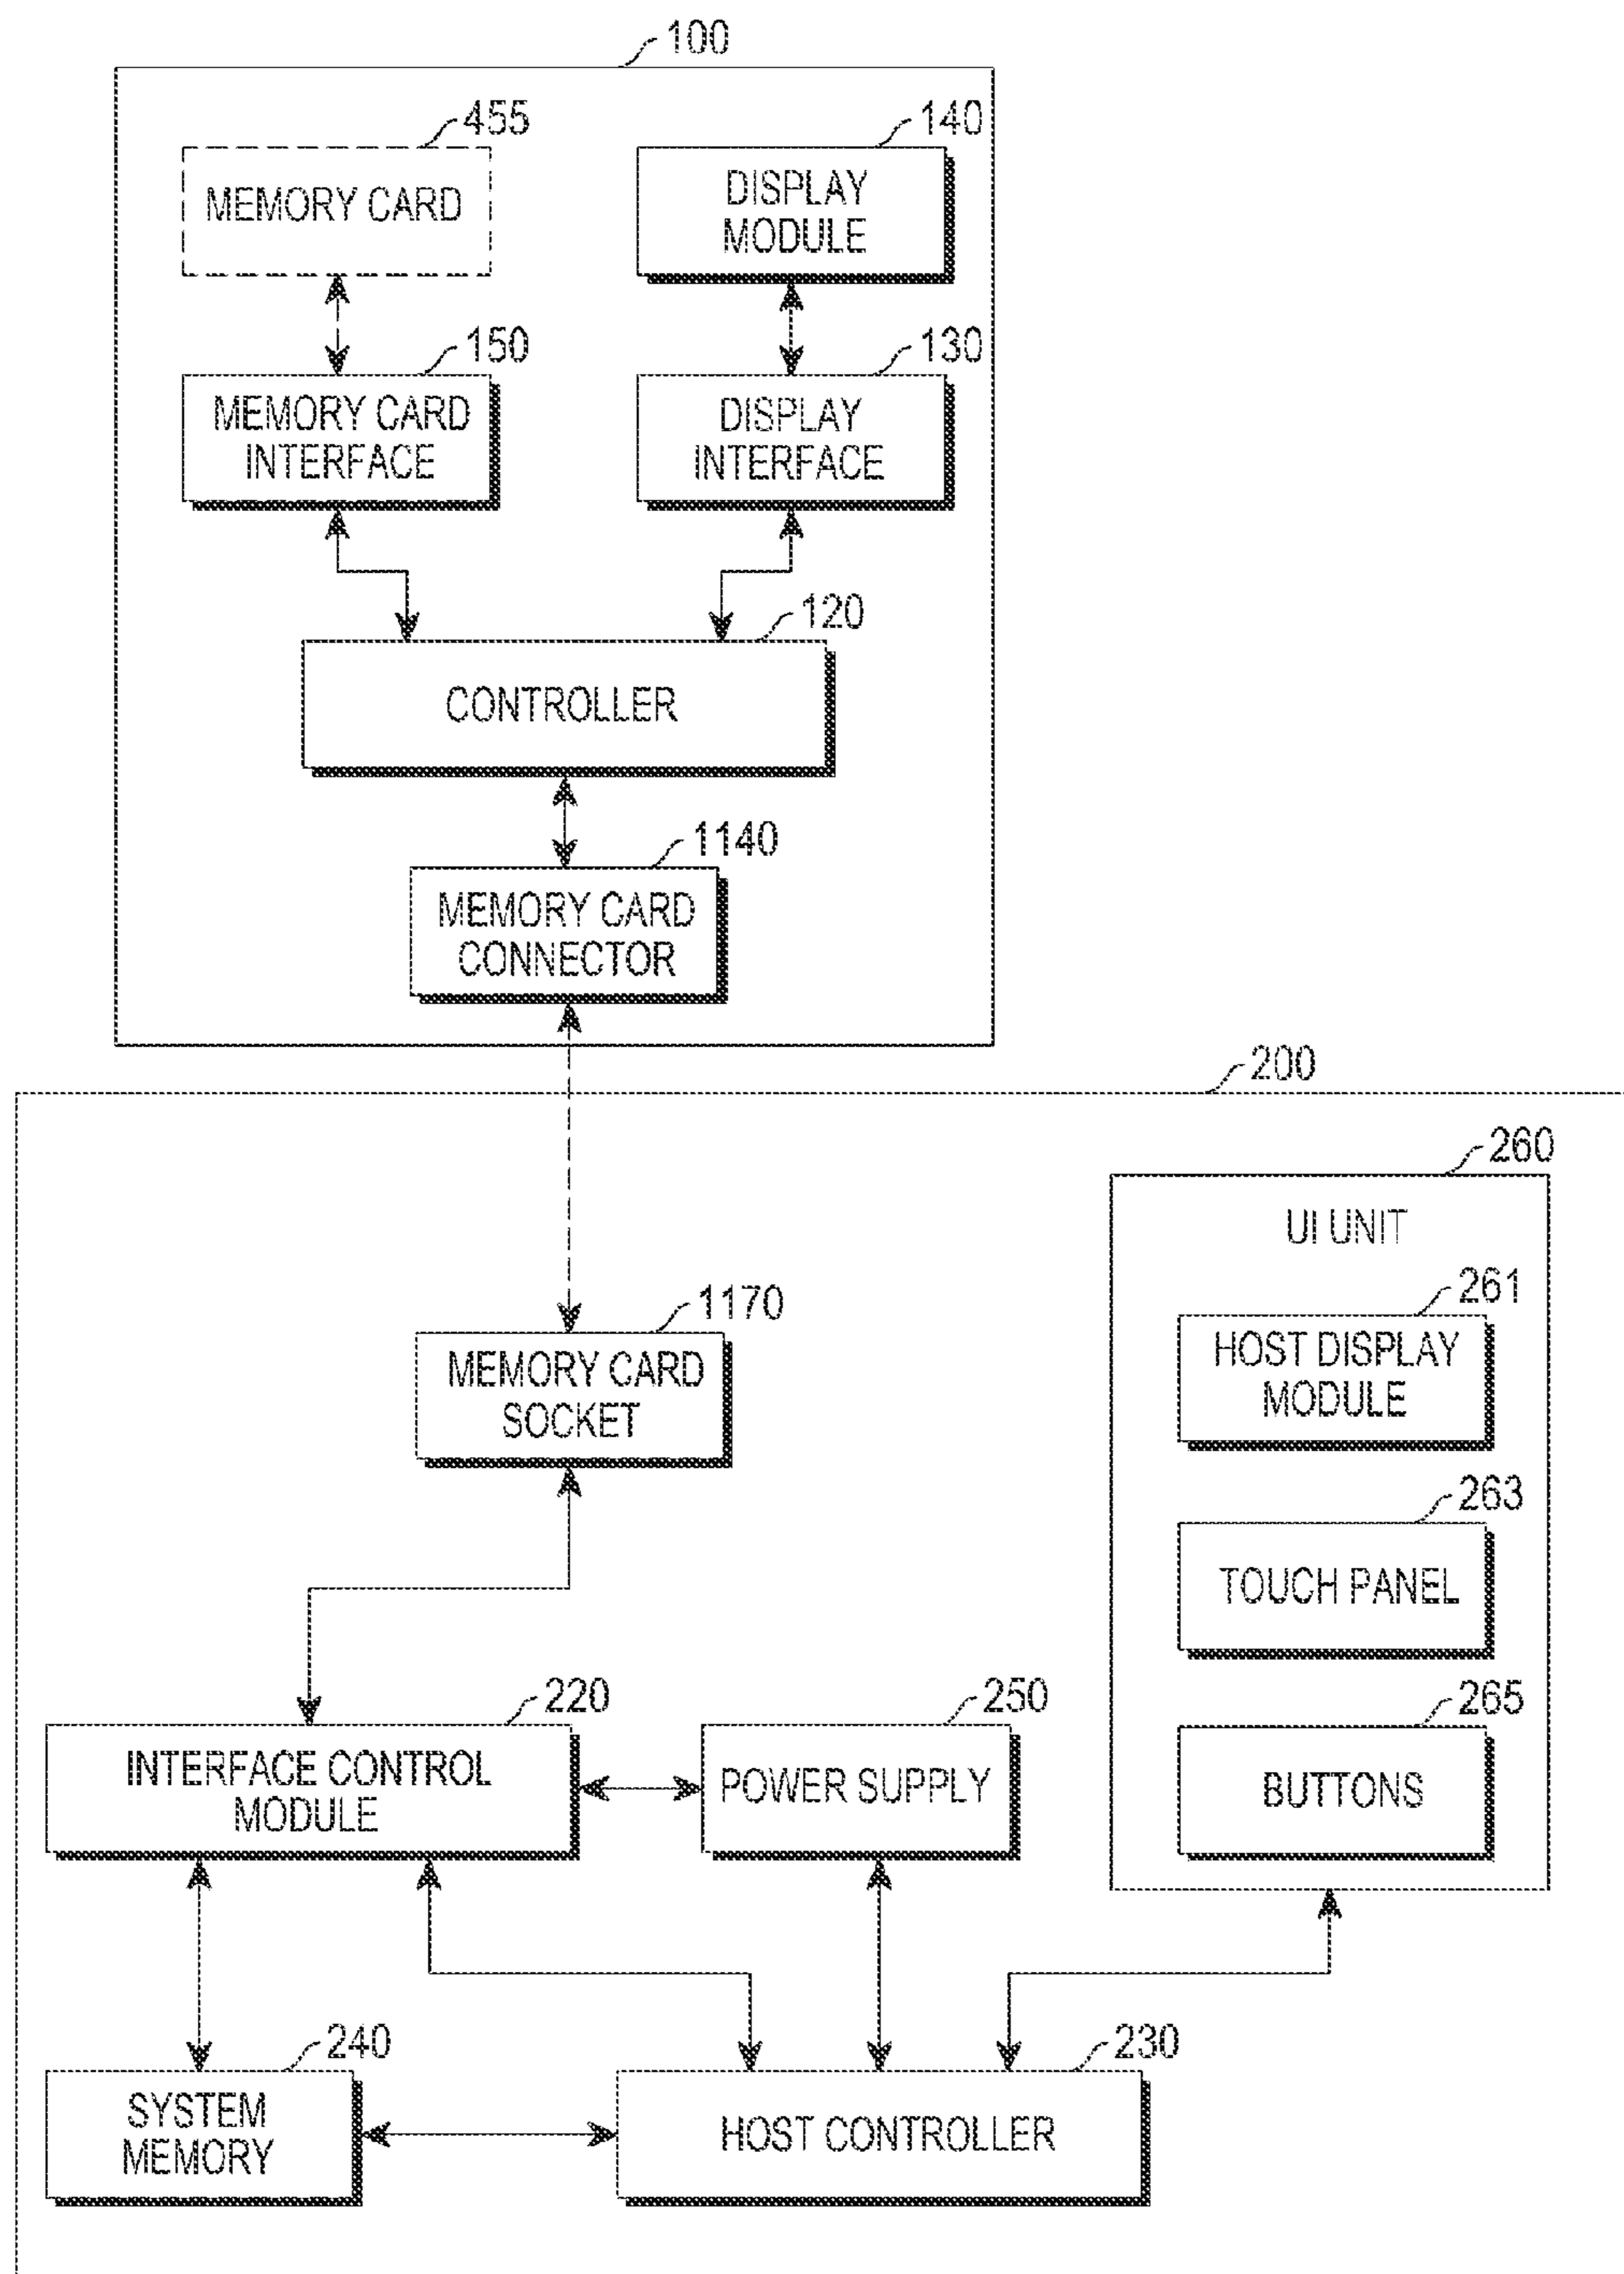 100
455
MEMORY CARD
140
DISPLAY
MODULE
150
MEMORY CARD
INTERFACE
130
DISPLAY
INTERFACE
120
CONTROLLER
1140
MEMORY CARD
CONNECTOR
200
260
UI UNIT
1170
MEMORY CARD
SOCKET
261
HOST DISPLAY
MODULE
263
TOUCH PANEL
220
INTERFACE CONTROL
MODULE
250
POWER SUPPLY
265
BUTTONS
240
SYSTEM
MEMORY
230
HOST CONTROLLER